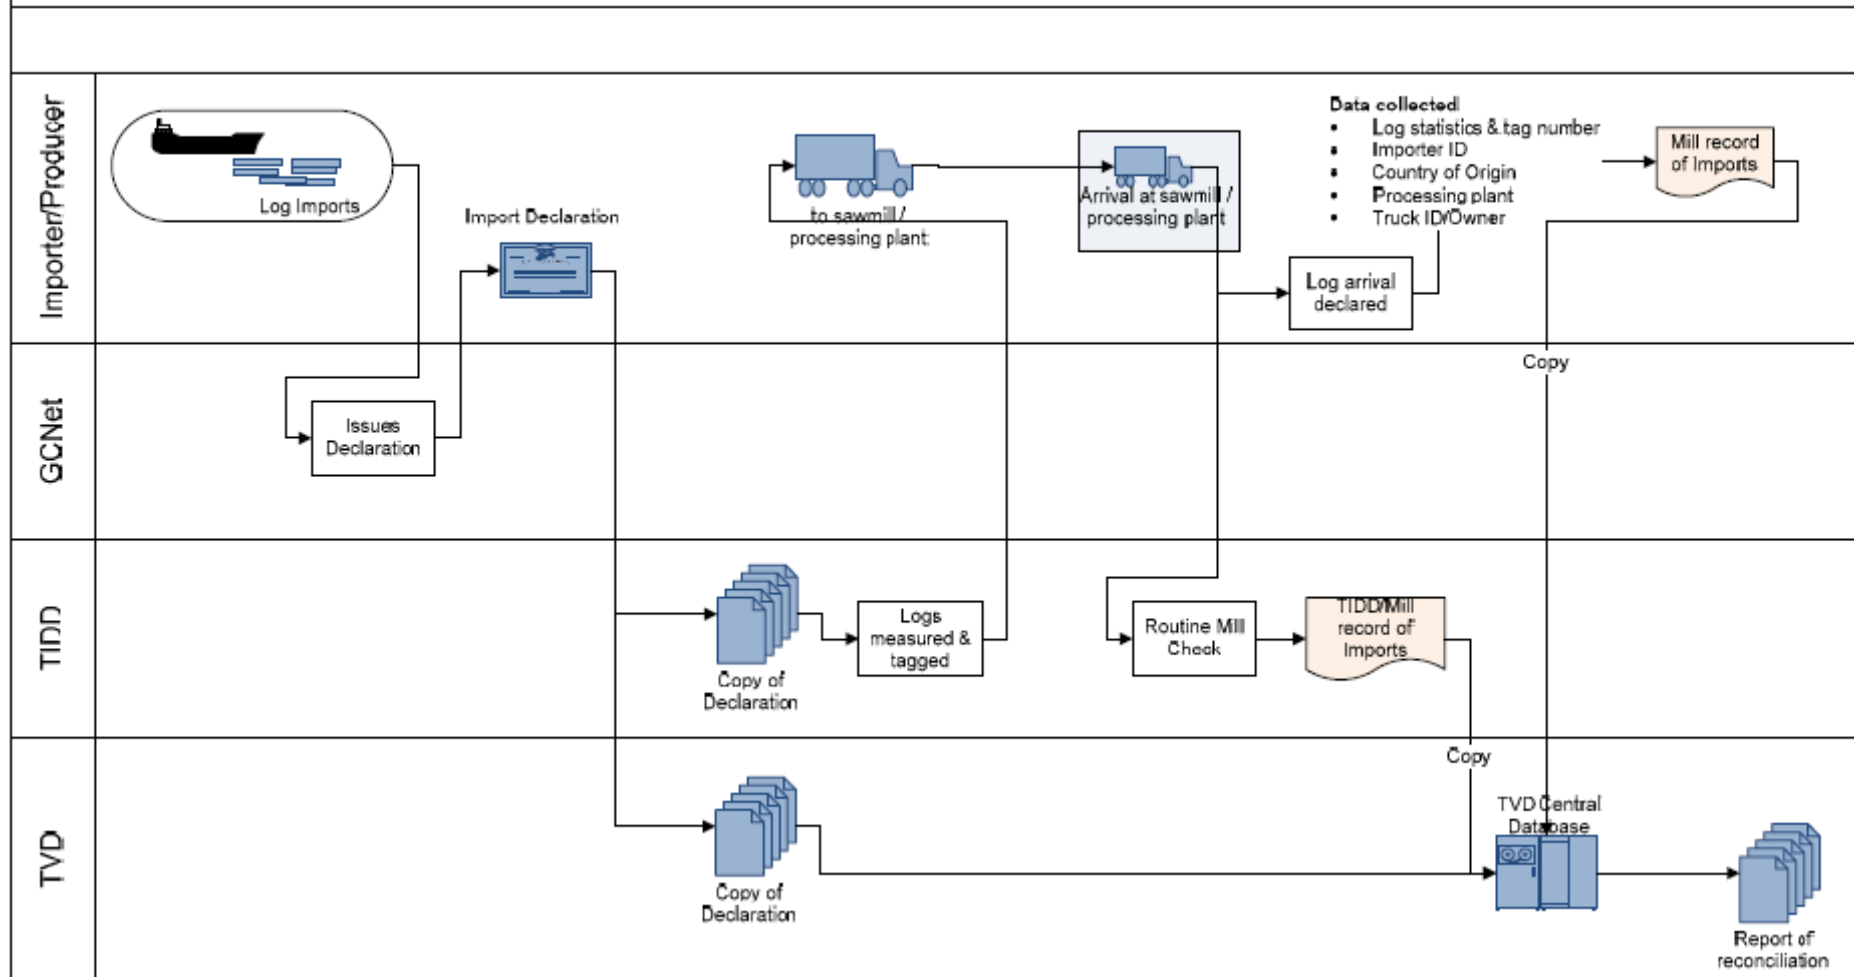 Importer/Producer
Log Imports
Import Declaration
to sawmill /
processing plant.
Arrival at sawmill /
processing plant
Data collected
• Log statistics & tag number
• Importer ID
• Country of Origin
• Processing plant
• Truck ID/Owner
Log arrival
declared
Mill record
of Imports
GCNet
Issues
Declaration
Copy
TIDD
Copy of
Declaration
Logs
measured &
tagged
Routine Mill
Check
TIDD/Mill
record of
Imports
TVD
Copy of
Declaration
Copy
TVD Central
Database
Report of
reconciliation